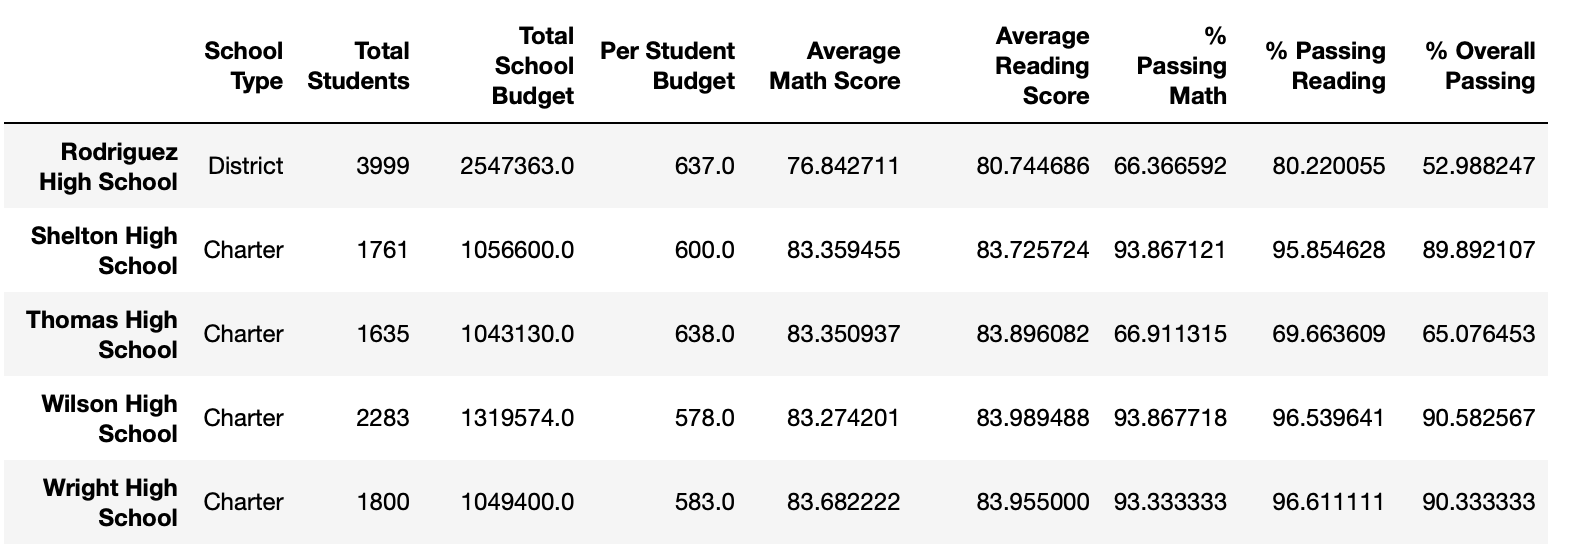 School Type Total Students Total School Budget Per Student Budget Average Math Score Average Reading Score % Passing Math % Passing Reading % Overall Passing
Rodriguez High School District 3999 2547363.0 637.0 76.842711 80.744686 66.366592 80.220055 52.988247
Shelton High School Charter 1761 1056600.0 600.0 83.359455 83.725724 93.867121 95.854628 89.892107
Thomas High School Charter 1635 1043130.0 638.0 83.350937 83.896082 66.911315 69.663609 65.076453
Wilson High School Charter 2283 1319574.0 578.0 83.274201 83.989488 93.867718 96.539641 90.582567
Wright High School Charter 1800 1049400.0 583.0 83.682222 83.955000 93.333333 96.611111 90.333333